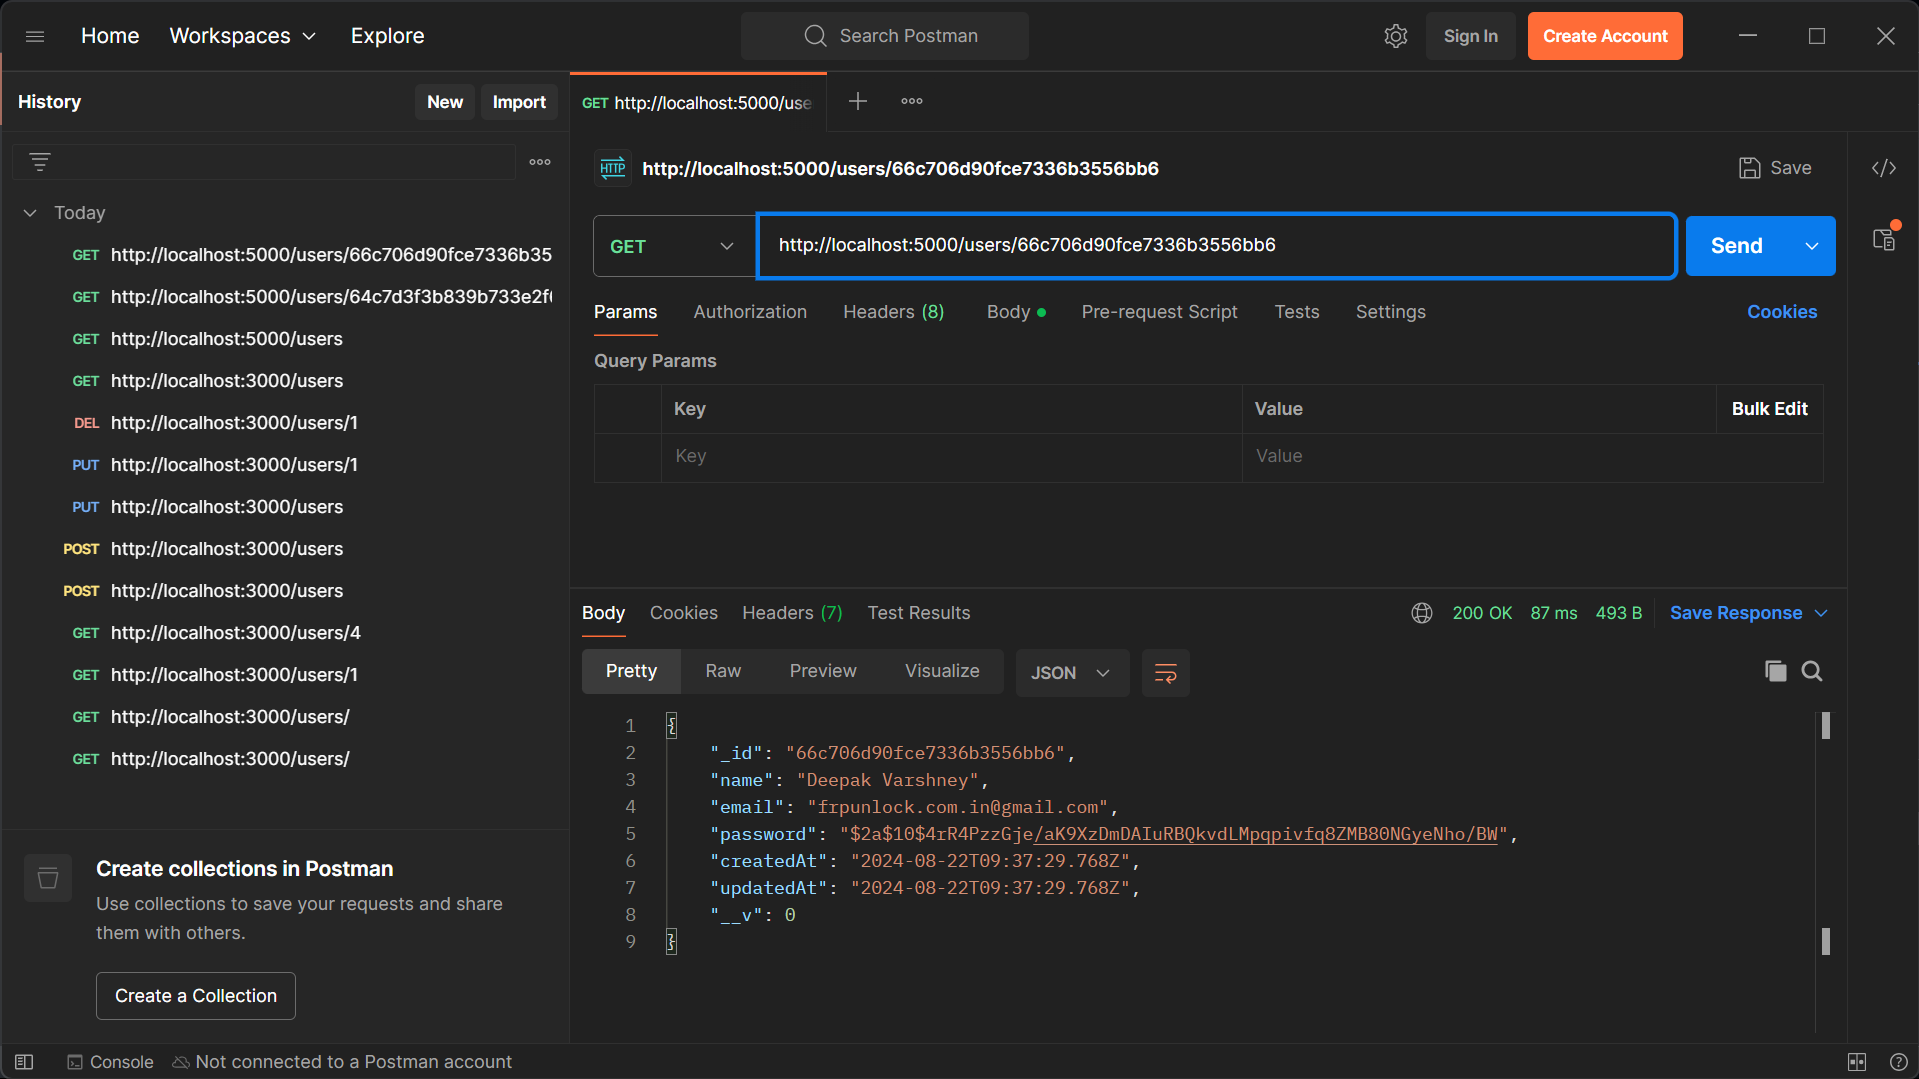 Home Workspaces Explore Search Postman Sign In Create Account
History New Import
Today
GET http://localhost:5000/users/66c706d90fce7336b35
GET http://localhost:5000/users/64c7d3f3b839b733e2f
GET http://localhost:5000/users
GET http://localhost:3000/users
DEL http://localhost:3000/users/1
PUT http://localhost:3000/users/1
PUT http://localhost:3000/users
POST http://localhost:3000/users
POST http://localhost:3000/users
GET http://localhost:3000/users/4
GET http://localhost:3000/users/1
GET http://localhost:3000/users/
GET http://localhost:3000/users/
Create collections in Postman
Use collections to save your requests and share
them with others.
Create a Collection
GET http://localhost:5000/use
HTTP http://localhost:5000/users/66c706d90fce7336b3556bb6 Save
GET http://localhost:5000/users/66c706d90fce7336b3556bb6 Send
Params Authorization Headers (8) Body Pre-request Script Tests Settings Cookies
Query Params
Key Value Bulk Edit
Key Value
Body Cookies Headers (7) Test Results 200 OK 87 ms 493 B Save Response
Pretty Raw Preview Visualize JSON
1 {
2 "_id": "66c706d90fce7336b3556bb6",
3 "name": "Deepak Varshney",
4 "email": "frpunlock.com.in@gmail.com",
5 "password": "$2a$10$4rR4PzzGje/aK9XzDmDAIuRBQkvdLMpqpivfq8ZMB80NGyeNho/BW",
6 "createdAt": "2024-08-22T09:37:29.768Z",
7 "updatedAt": "2024-08-22T09:37:29.768Z",
8 "__v": 0
9 }
Console Not connected to a Postman account